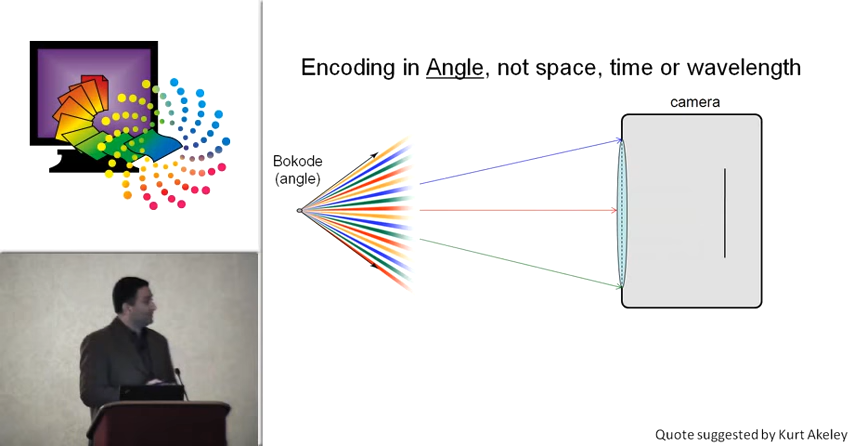 Encoding in Angle, not space, time or wavelength
camera
Bokode
(angle)
Quote suggested by Kurt Akeley